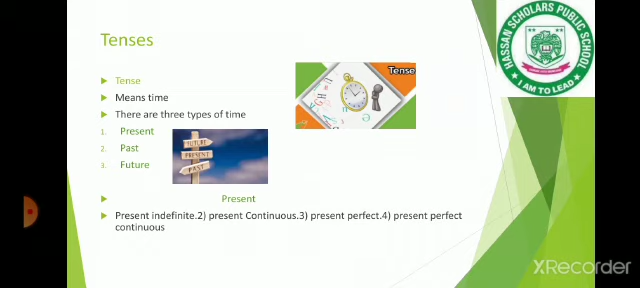 Tenses
Tense
Means time
There are three types of time
1. Present
2. Past
3. Future
Tense
FUTURE
PRESENT
PAST
Present
Present indefinite.2) present Continuous.3) present perfect.4) present perfect
continuous
HASSAN SCHOLARS PUBLIC SCHOOL
I AM TO LEAD
XRecorder